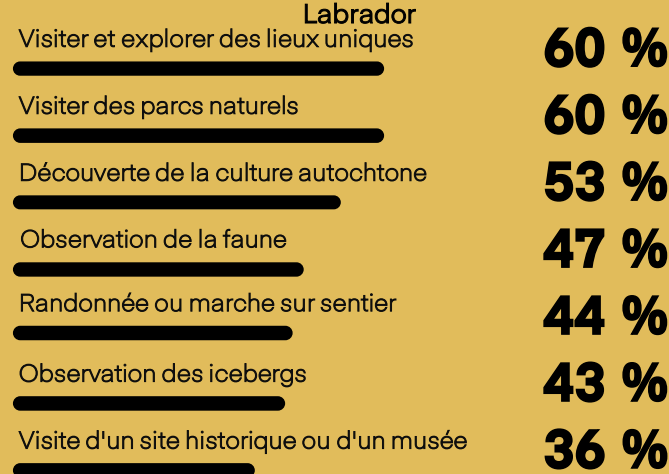 Labrador
Visiter et explorer des lieux uniques 60 %
Visiter des parcs naturels 60 %
Découverte de la culture autochtone 53 %
Observation de la faune 47 %
Randonnée ou marche sur sentier 44 %
Observation des icebergs 43 %
Visite d'un site historique ou d'un musée 36 %